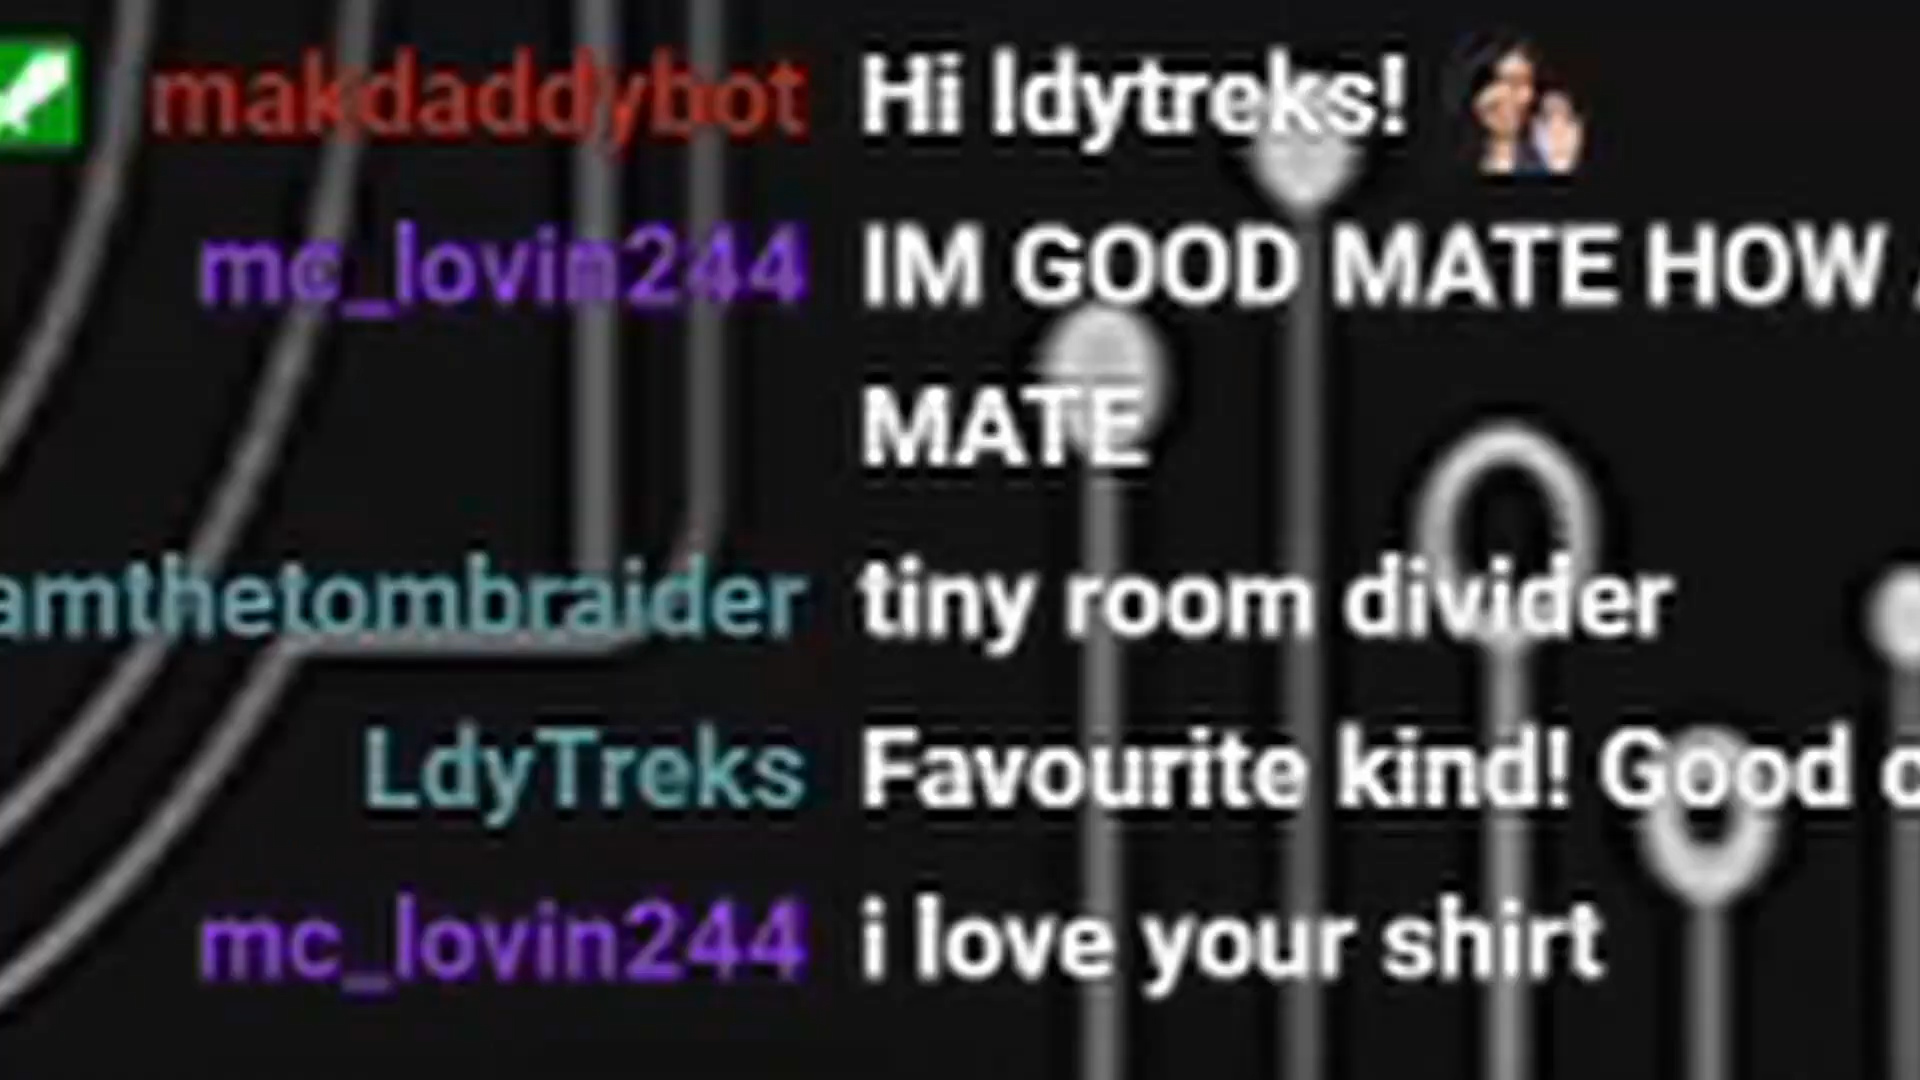 makdaddybot Hi ldytreks!
mc_lovin244 IM GOOD MATE HOW
MATE
amthetombraider tiny room divider
LdyTreks Favourite kind! Good
mc_lovin244 i love your shirt